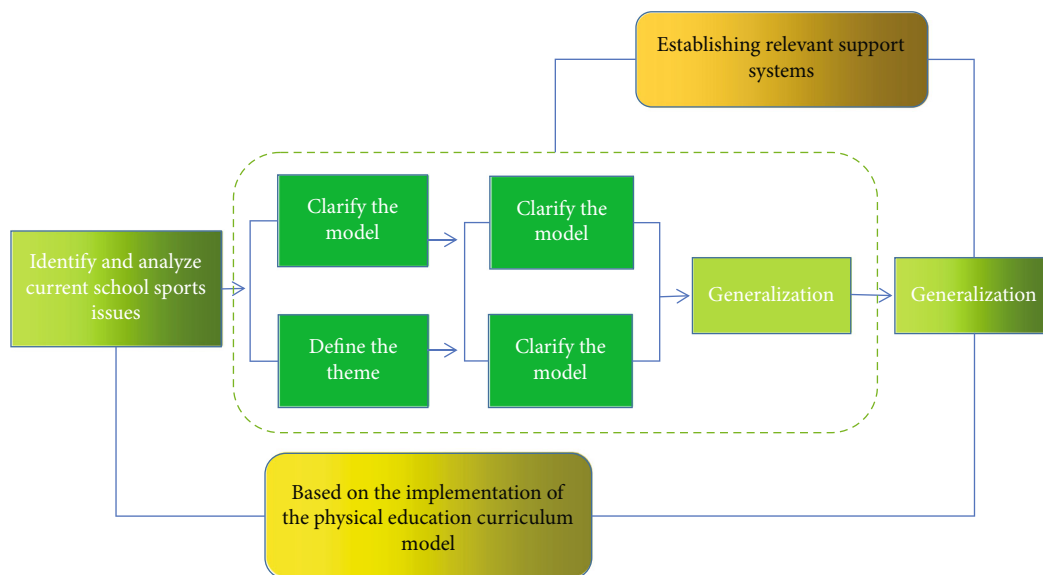 Establishing relevant support
systems
Identify and analyze
current school sports
issues
Clarify the
model
Define the
theme
Clarify the
model
Clarify the
model
Generalization
Generalization
Based on the implementation of
the physical education curriculum
model